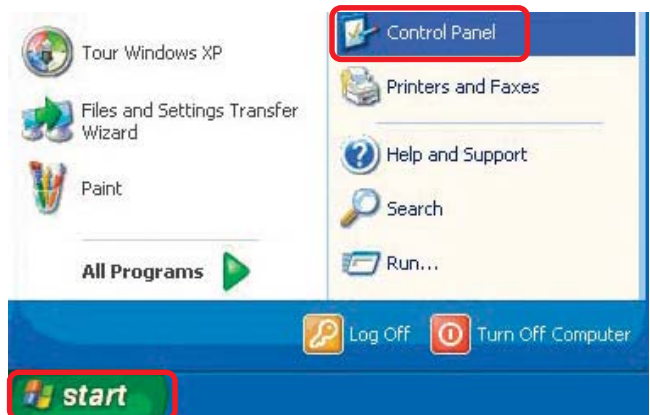 Tour Windows XP
Files and Settings Transfer
Wizard
Paint
All Programs
Control Panel
Printers and Faxes
Help and Support
Search
Run...
Log Off
Turn Off Computer
start